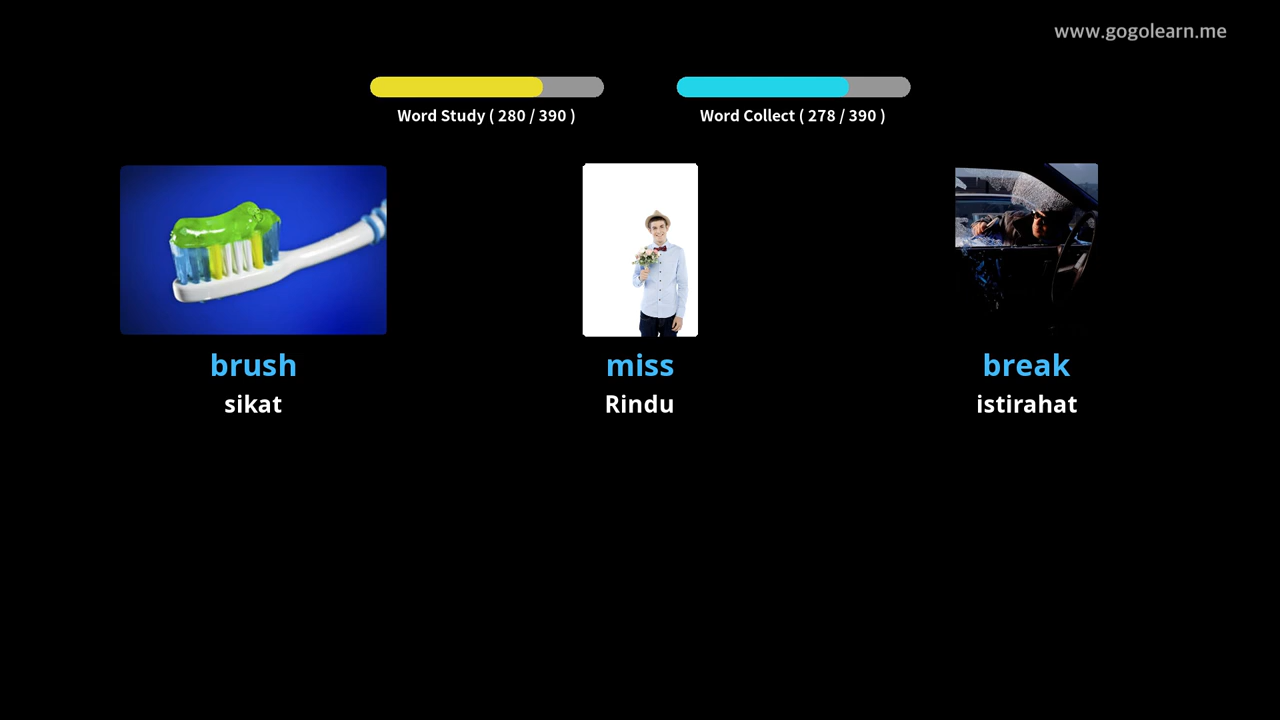 www.gogolearn.me
Word Study ( 280 / 390 )
Word Collect ( 278 / 390 )
brush
sikat
miss
Rindu
break
istirahat